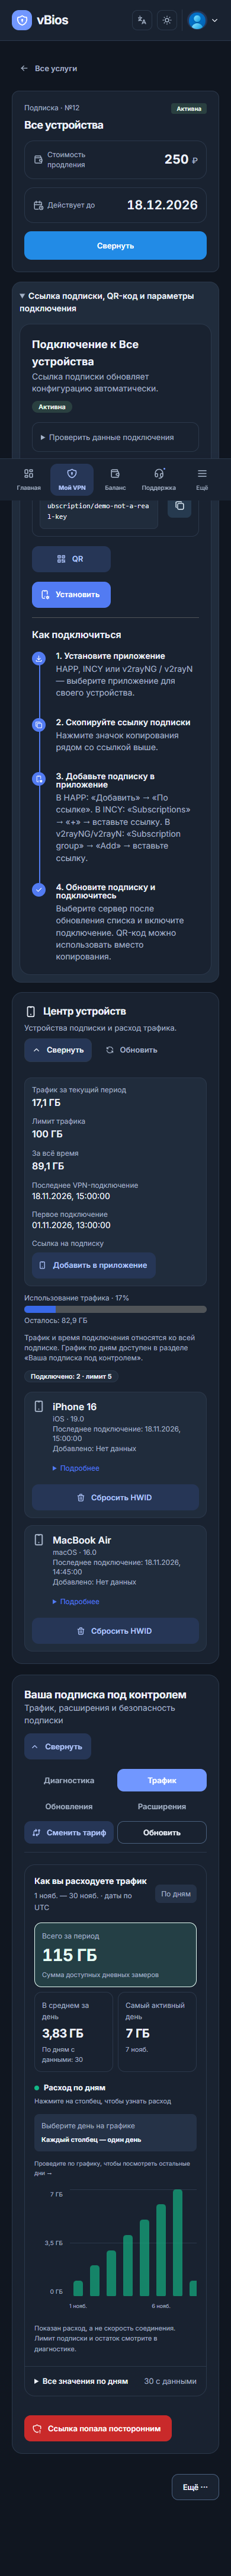 vBios
Все услуги
Подписка · №12
Активна
Все устройства
Стоимость
продления
250 ₽
Действует до
18.12.2026
Свернуть
▼ Ссылка подписки, QR-код и параметры
подключения
Подключение к Все
устройства
Ссылка подписки обновляет
конфигурацию автоматически.
Активна
▶ Проверить данные подключения
Главная
Мой VPN
Баланс
Поддержка
Ещё
ubscription/demo-not-a-rea
l-key
QR
Установить
Как подключиться
1. Установите приложение
HAPP, INCY или v2rayNG / v2rayN
— выберите приложение для
своего устройства.
2. Скопируйте ссылку подписки
Нажмите значок копирования
рядом со ссылкой выше.
3. Добавьте подписку в
приложение
В HAPP: «Добавить» → «По
ссылке». В INCY: «Subscriptions»
→ «+» → вставьте ссылку. В
v2rayNG/v2rayN: «Subscription
group» → «Add» → вставьте
ссылку.
4. Обновите подписку и
подключитесь
Выберите сервер после
обновления списка и включите
подключение. QR-код можно
использовать вместо
копирования.
Центр устройств
Устройства подписки и расход трафика.
Свернуть
Обновить
Трафик за текущий период
17,1 ГБ
Лимит трафика
100 ГБ
За всё время
89,1 ГБ
Последнее VPN-подключение
18.11.2026, 15:00:00
Первое подключение
01.11.2026, 13:00:00
Ссылка на подписку
Добавить в приложение
Использование трафика · 17%
Осталось: 82,9 ГБ
Трафик и время подключения относятся ко всей
подписке. График по дням доступен в разделе
«Ваша подписка под контролем».
Подключено: 2 · лимит 5
iPhone 16
iOS · 19.0
Последнее подключение: 18.11.2026,
15:00:00
Добавлено: Нет данных
▶ Подробнее
Сбросить HWID
MacBook Air
macOS · 16.0
Последнее подключение: 18.11.2026,
14:45:00
Добавлено: Нет данных
▶ Подробнее
Сбросить HWID
Ваша подписка под контролем
Трафик, расширения и безопасность
подписки
Свернуть
Диагностика
Трафик
Обновления
Расширения
Сменить тариф
Обновить
Как вы расходуете трафик
1 нояб. — 30 нояб. · даты по
UTC
По дням
Всего за период
115 ГБ
Сумма доступных дневных замеров
В среднем за
день
3,83 ГБ
По дням с
данными: 30
Самый активный
день
7 ГБ
7 нояб.
Расход по дням
Нажмите на столбец, чтобы узнать расход
Выберите день на графике
Каждый столбец — один день
Проведите по графику, чтобы посмотреть остальные
дни →
7 ГБ
3,5 ГБ
0 ГБ
1 нояб.
6 нояб.
Показан расход, а не скорость соединения.
Лимит подписки и остаток смотрите в
диагностике.
▶ Все значения по дням
30 с данными
Ссылка попала посторонним
Ещё ···